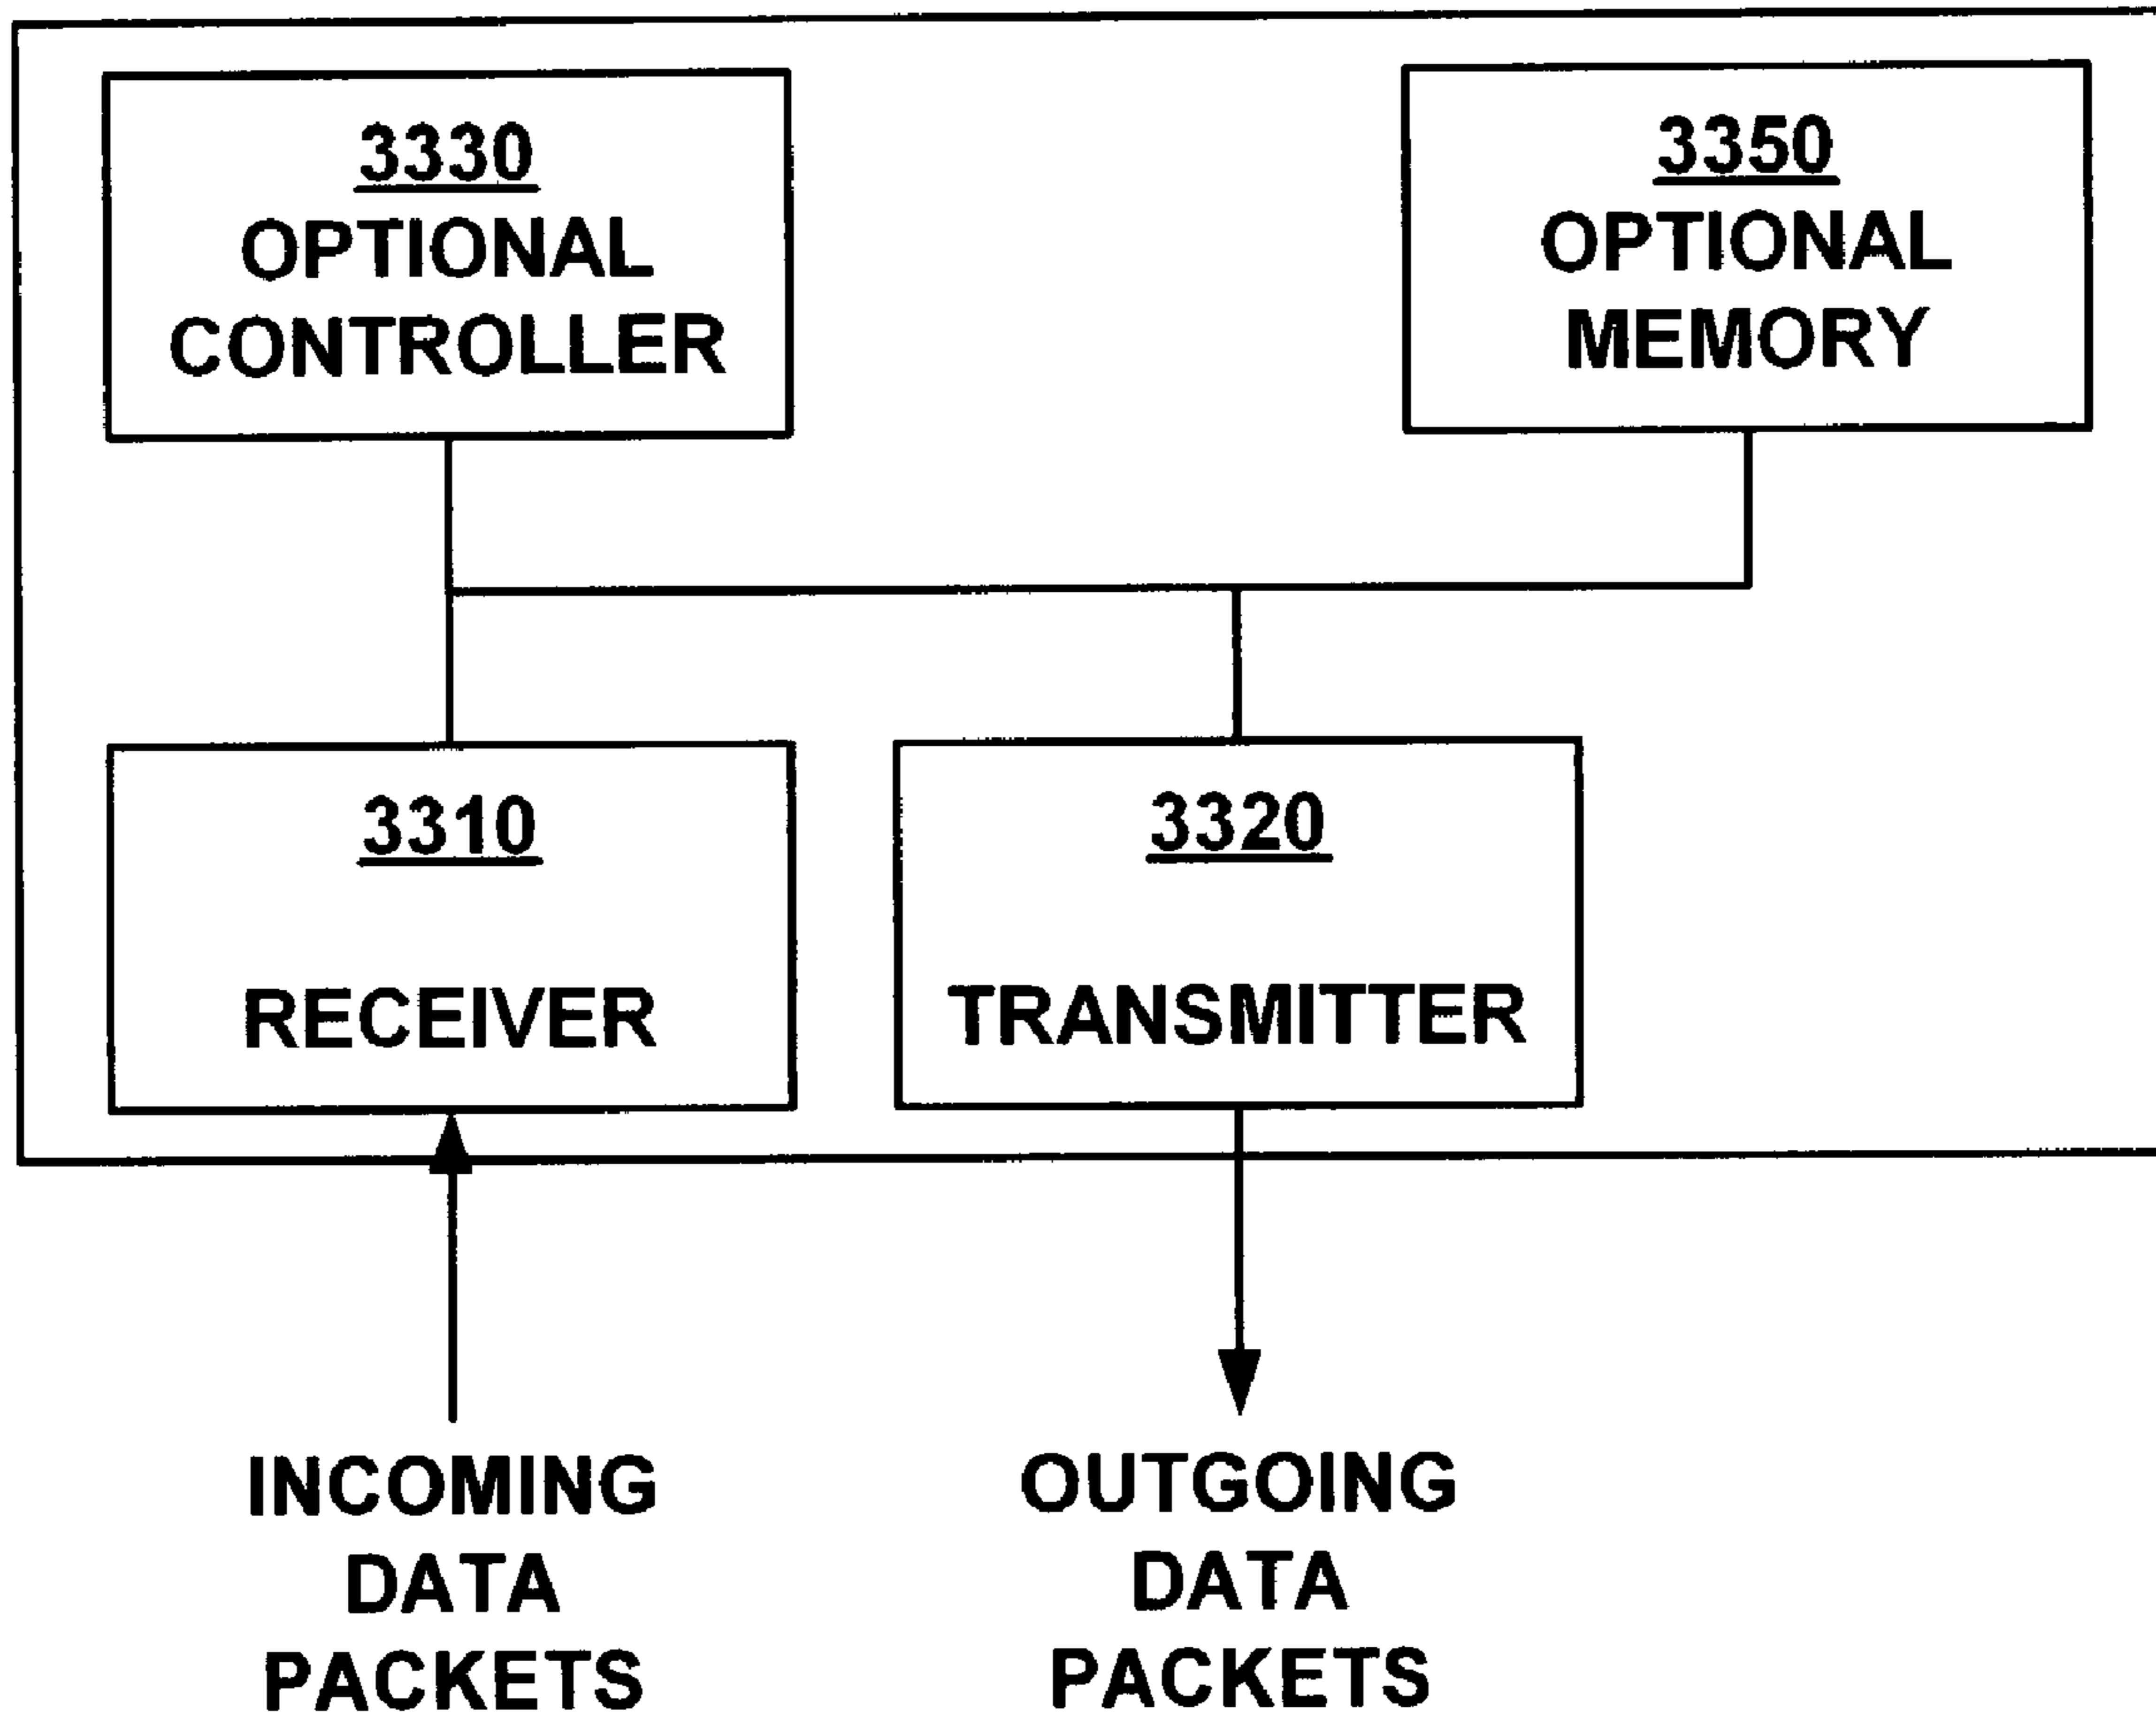 3330
OPTIONAL
CONTROLLER
3350
OPTIONAL
MEMORY
3310
RECEIVER
3320
TRANSMITTER
INCOMING
DATA
PACKETS
OUTGOING
DATA
PACKETS